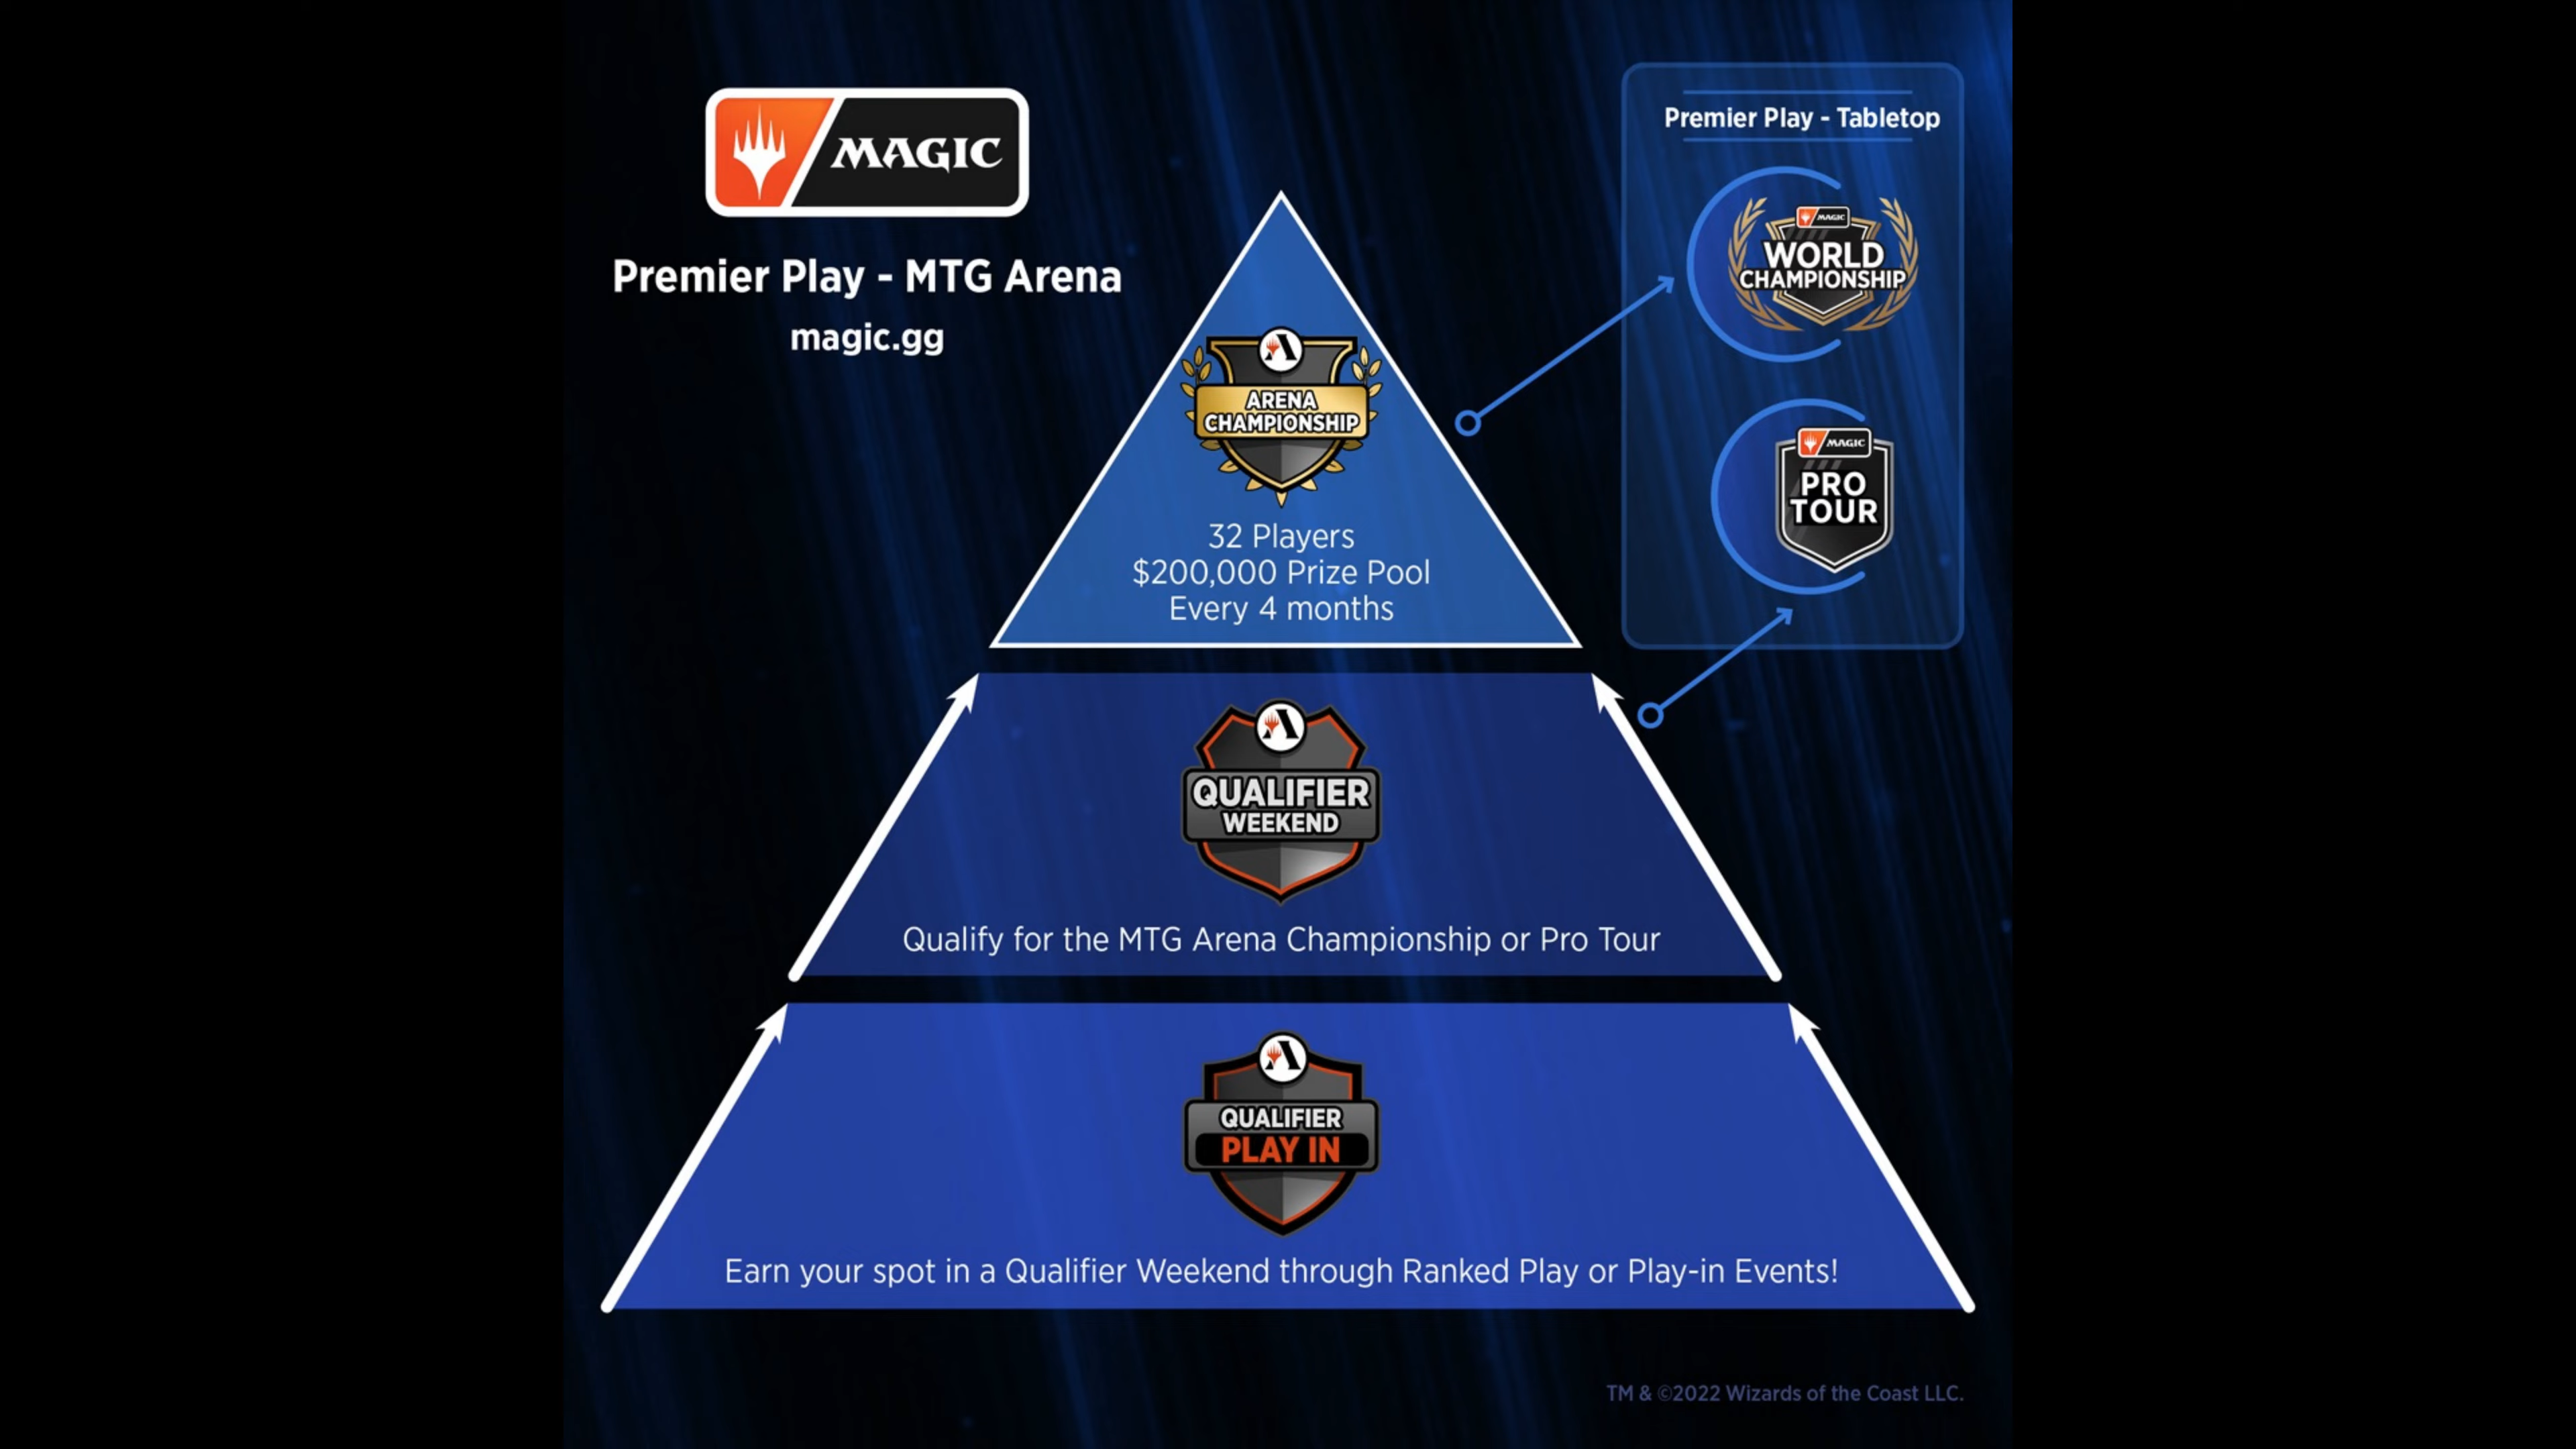 MAGIC
Premier Play - MTG Arena
magic.gg
Premier Play - Tabletop
MAGIC
WORLD
CHAMPIONSHIP
MAGIC
PRO
TOUR
ARENA
CHAMPIONSHIP
32 Players
$200,000 Prize Pool
Every 4 months
QUALIFIER
WEEKEND
Qualify for the MTG Arena Championship or Pro Tour
QUALIFIER
PLAY IN
Earn your spot in a Qualifier Weekend through Ranked Play or Play-in Events!
TM & ©2022 Wizards of the Coast LLC.